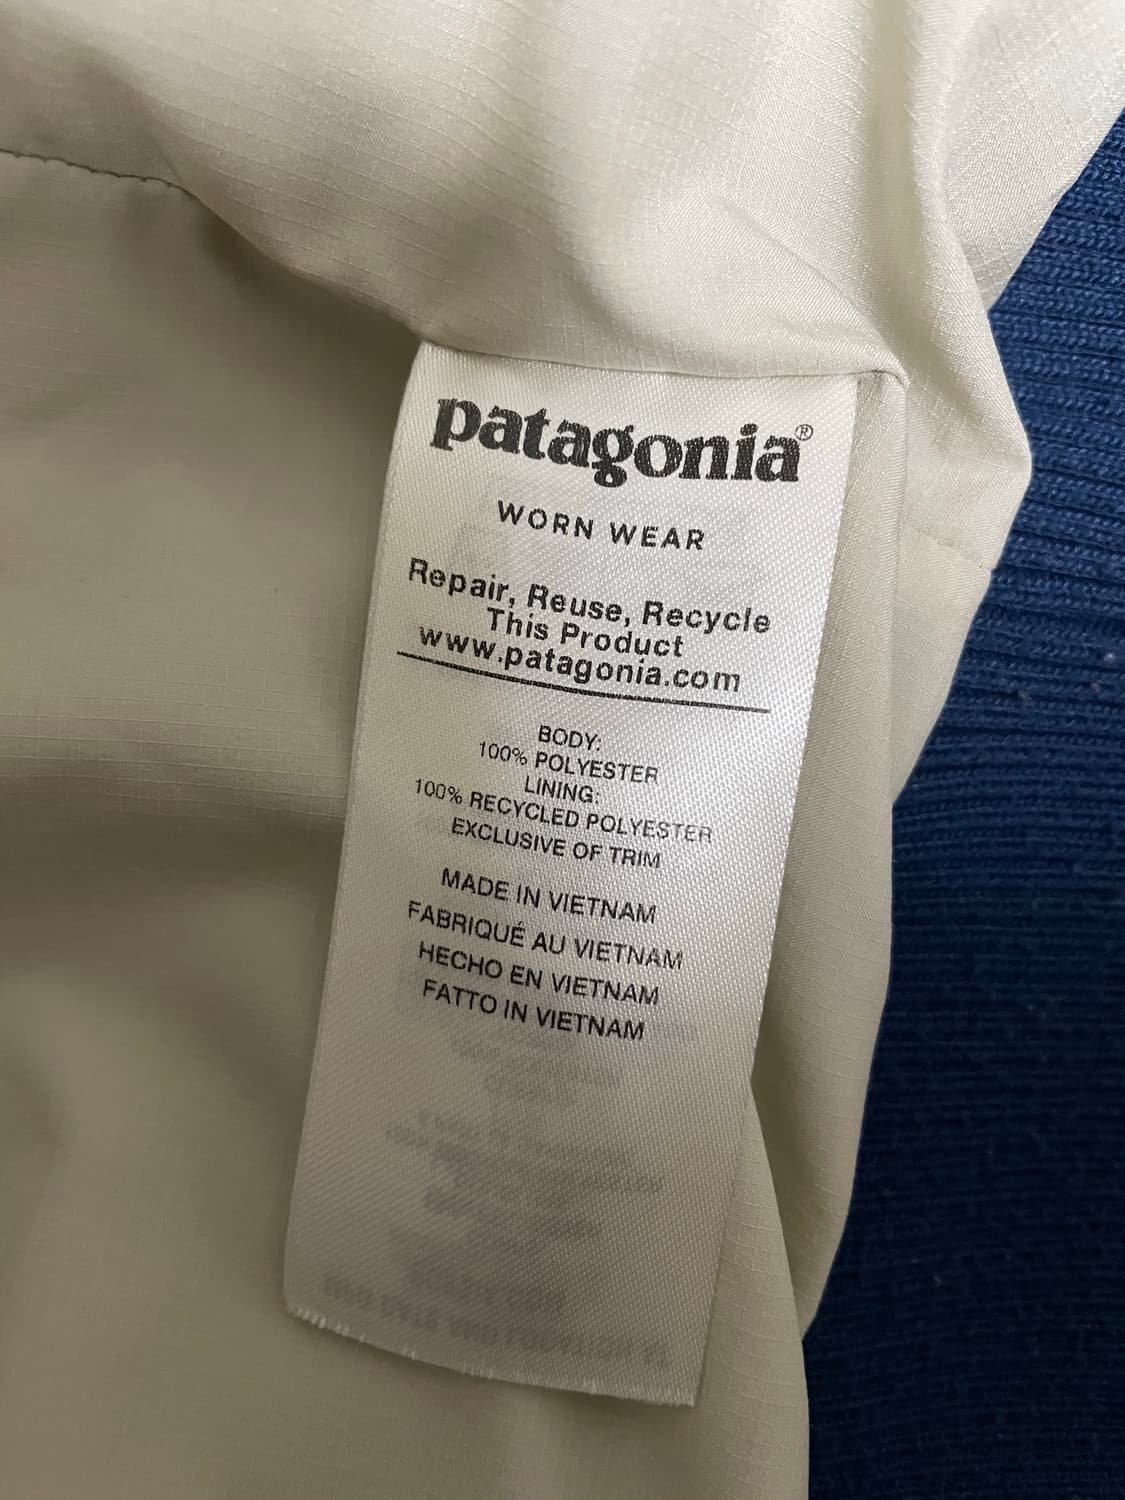 patagonia®
WORN WEAR
Repair, Reuse, Recycle
This Product
www.patagonia.com
BODY:
100% POLYESTER
LINING:
100% RECYCLED POLYESTER
EXCLUSIVE OF TRIM
MADE IN VIETNAM
FABRIQUÉ AU VIETNAM
HECHO EN VIETNAM
FATTO IN VIETNAM